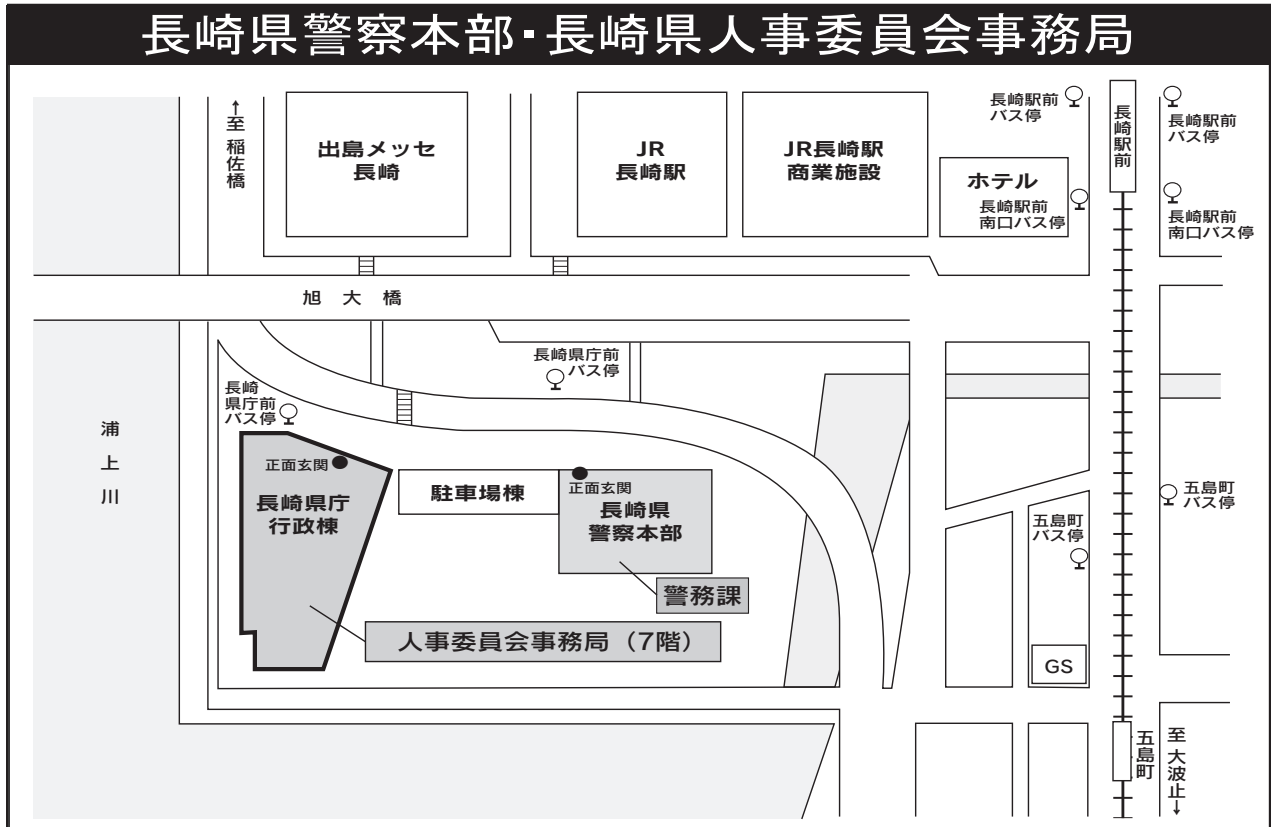 長崎県警察本部・長崎県人事委員会事務局
↑至 稲佐橋
出島メッセ
長崎
JR
長崎駅
JR長崎駅
商業施設
ホテル
長崎駅前
南口バス停
長崎駅前
バス停
長崎駅前
長崎駅前
バス停
長崎駅前
南口バス停
旭大橋
長崎県庁前
バス停
長崎
県庁前
バス停
浦上川
正面玄関
長崎県庁
行政棟
駐車場棟
正面玄関
長崎県
警察本部
警務課
人事委員会事務局（7階）
五島町
バス停
五島町
バス停
GS
五島町
至 大波止→